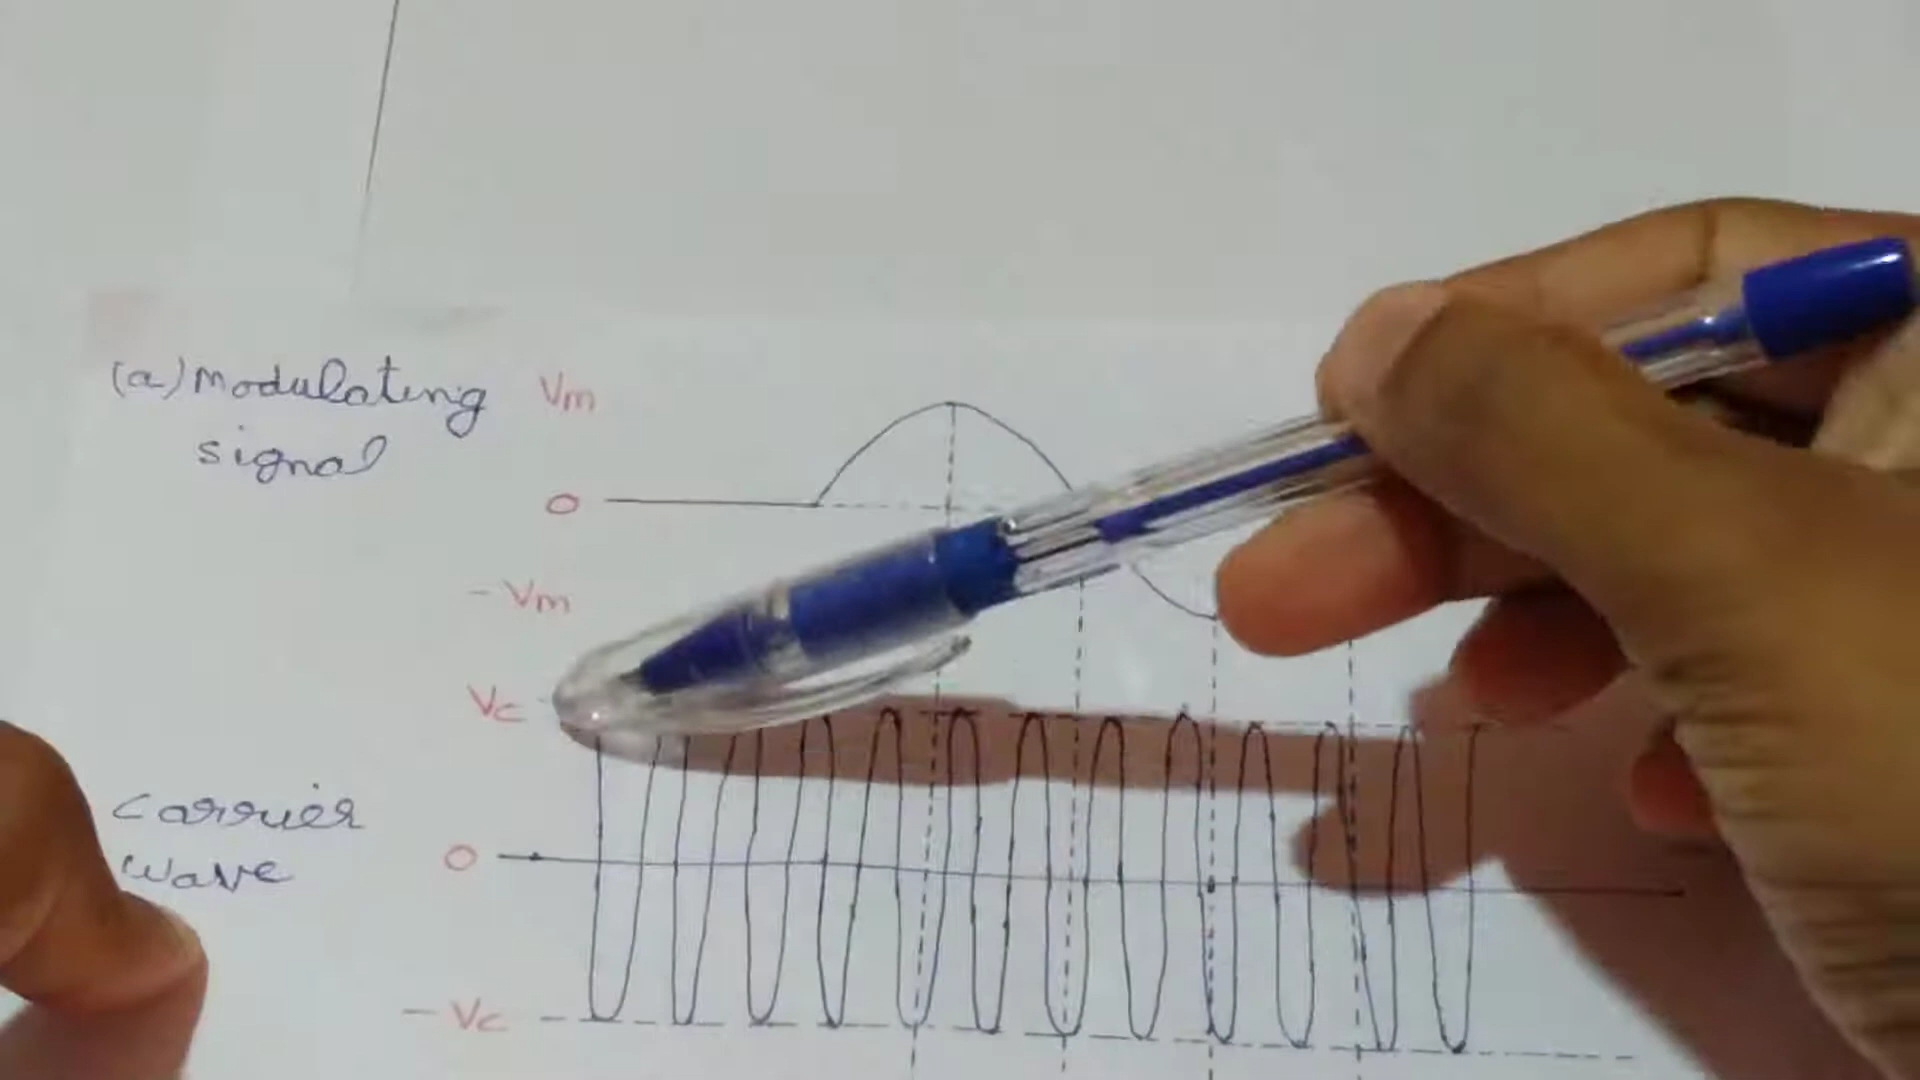 (a) Modulating
signal
Vm
0
- Vm
Vc
carrier
wave
0
- Vc